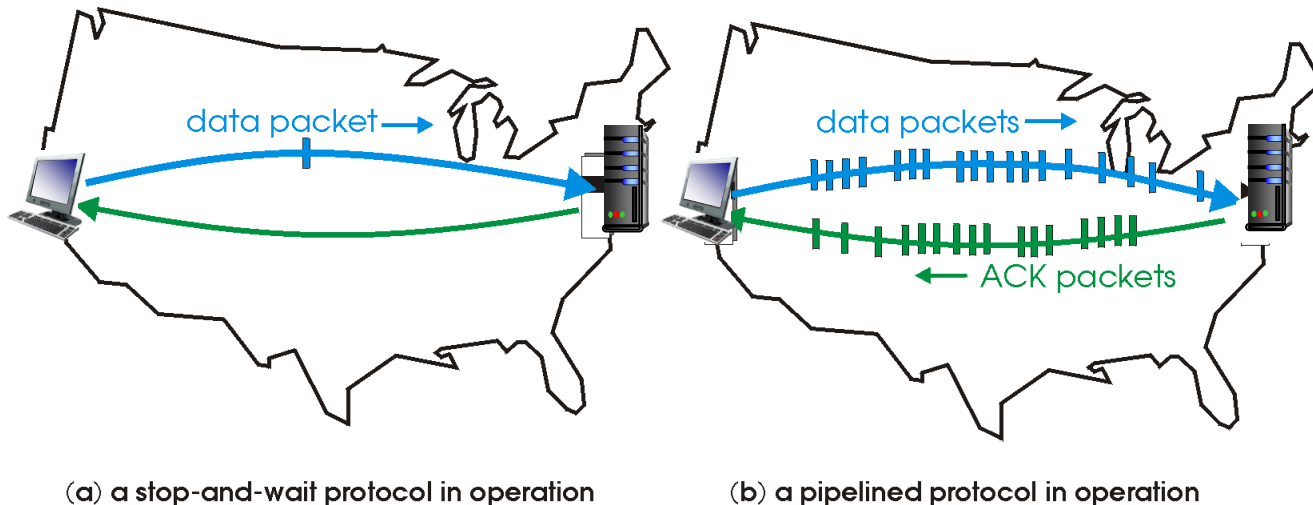 data packet
data packets
ACK packets
(a) a stop-and-wait protocol in operation
(b) a pipelined protocol in operation